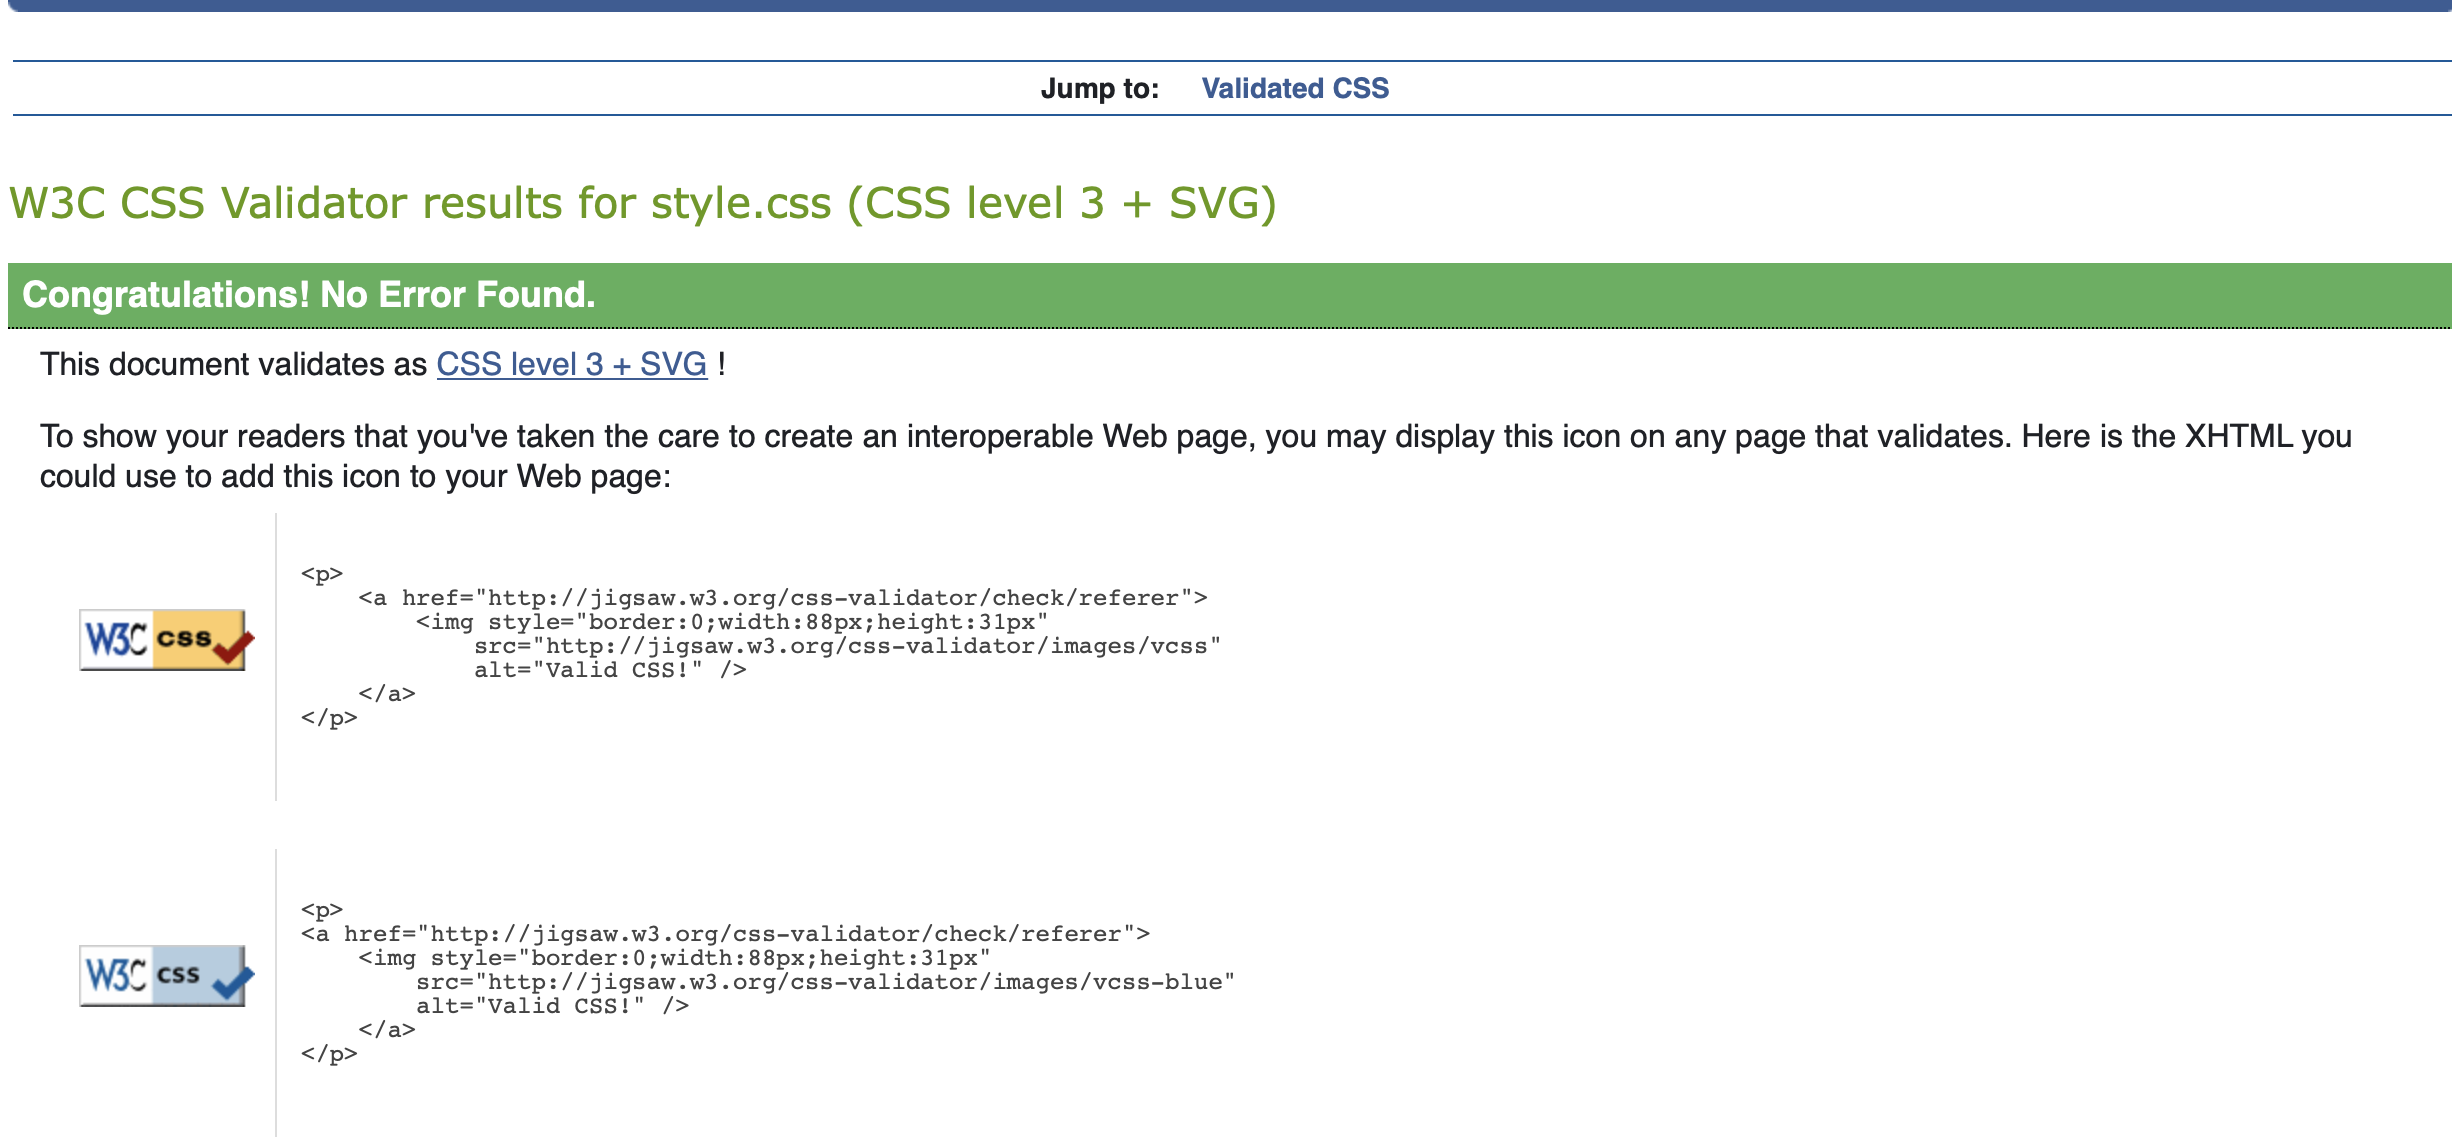 Jump to: Validated CSS
W3C CSS Validator results for style.css (CSS level 3 + SVG)
Congratulations! No Error Found.
This document validates as CSS level 3 + SVG !
To show your readers that you've taken the care to create an interoperable Web page, you may display this icon on any page that validates. Here is the XHTML you
could use to add this icon to your Web page:
W3C css
<p>
    <a href="http://jigsaw.w3.org/css-validator/check/referer">
        <img style="border:0;width:88px;height:31px"
            src="http://jigsaw.w3.org/css-validator/images/vcss"
            alt="Valid CSS!" />
    </a>
</p>
W3C css
<p>
<a href="http://jigsaw.w3.org/css-validator/check/referer">
    <img style="border:0;width:88px;height:31px"
        src="http://jigsaw.w3.org/css-validator/images/vcss-blue"
        alt="Valid CSS!" />
    </a>
</p>